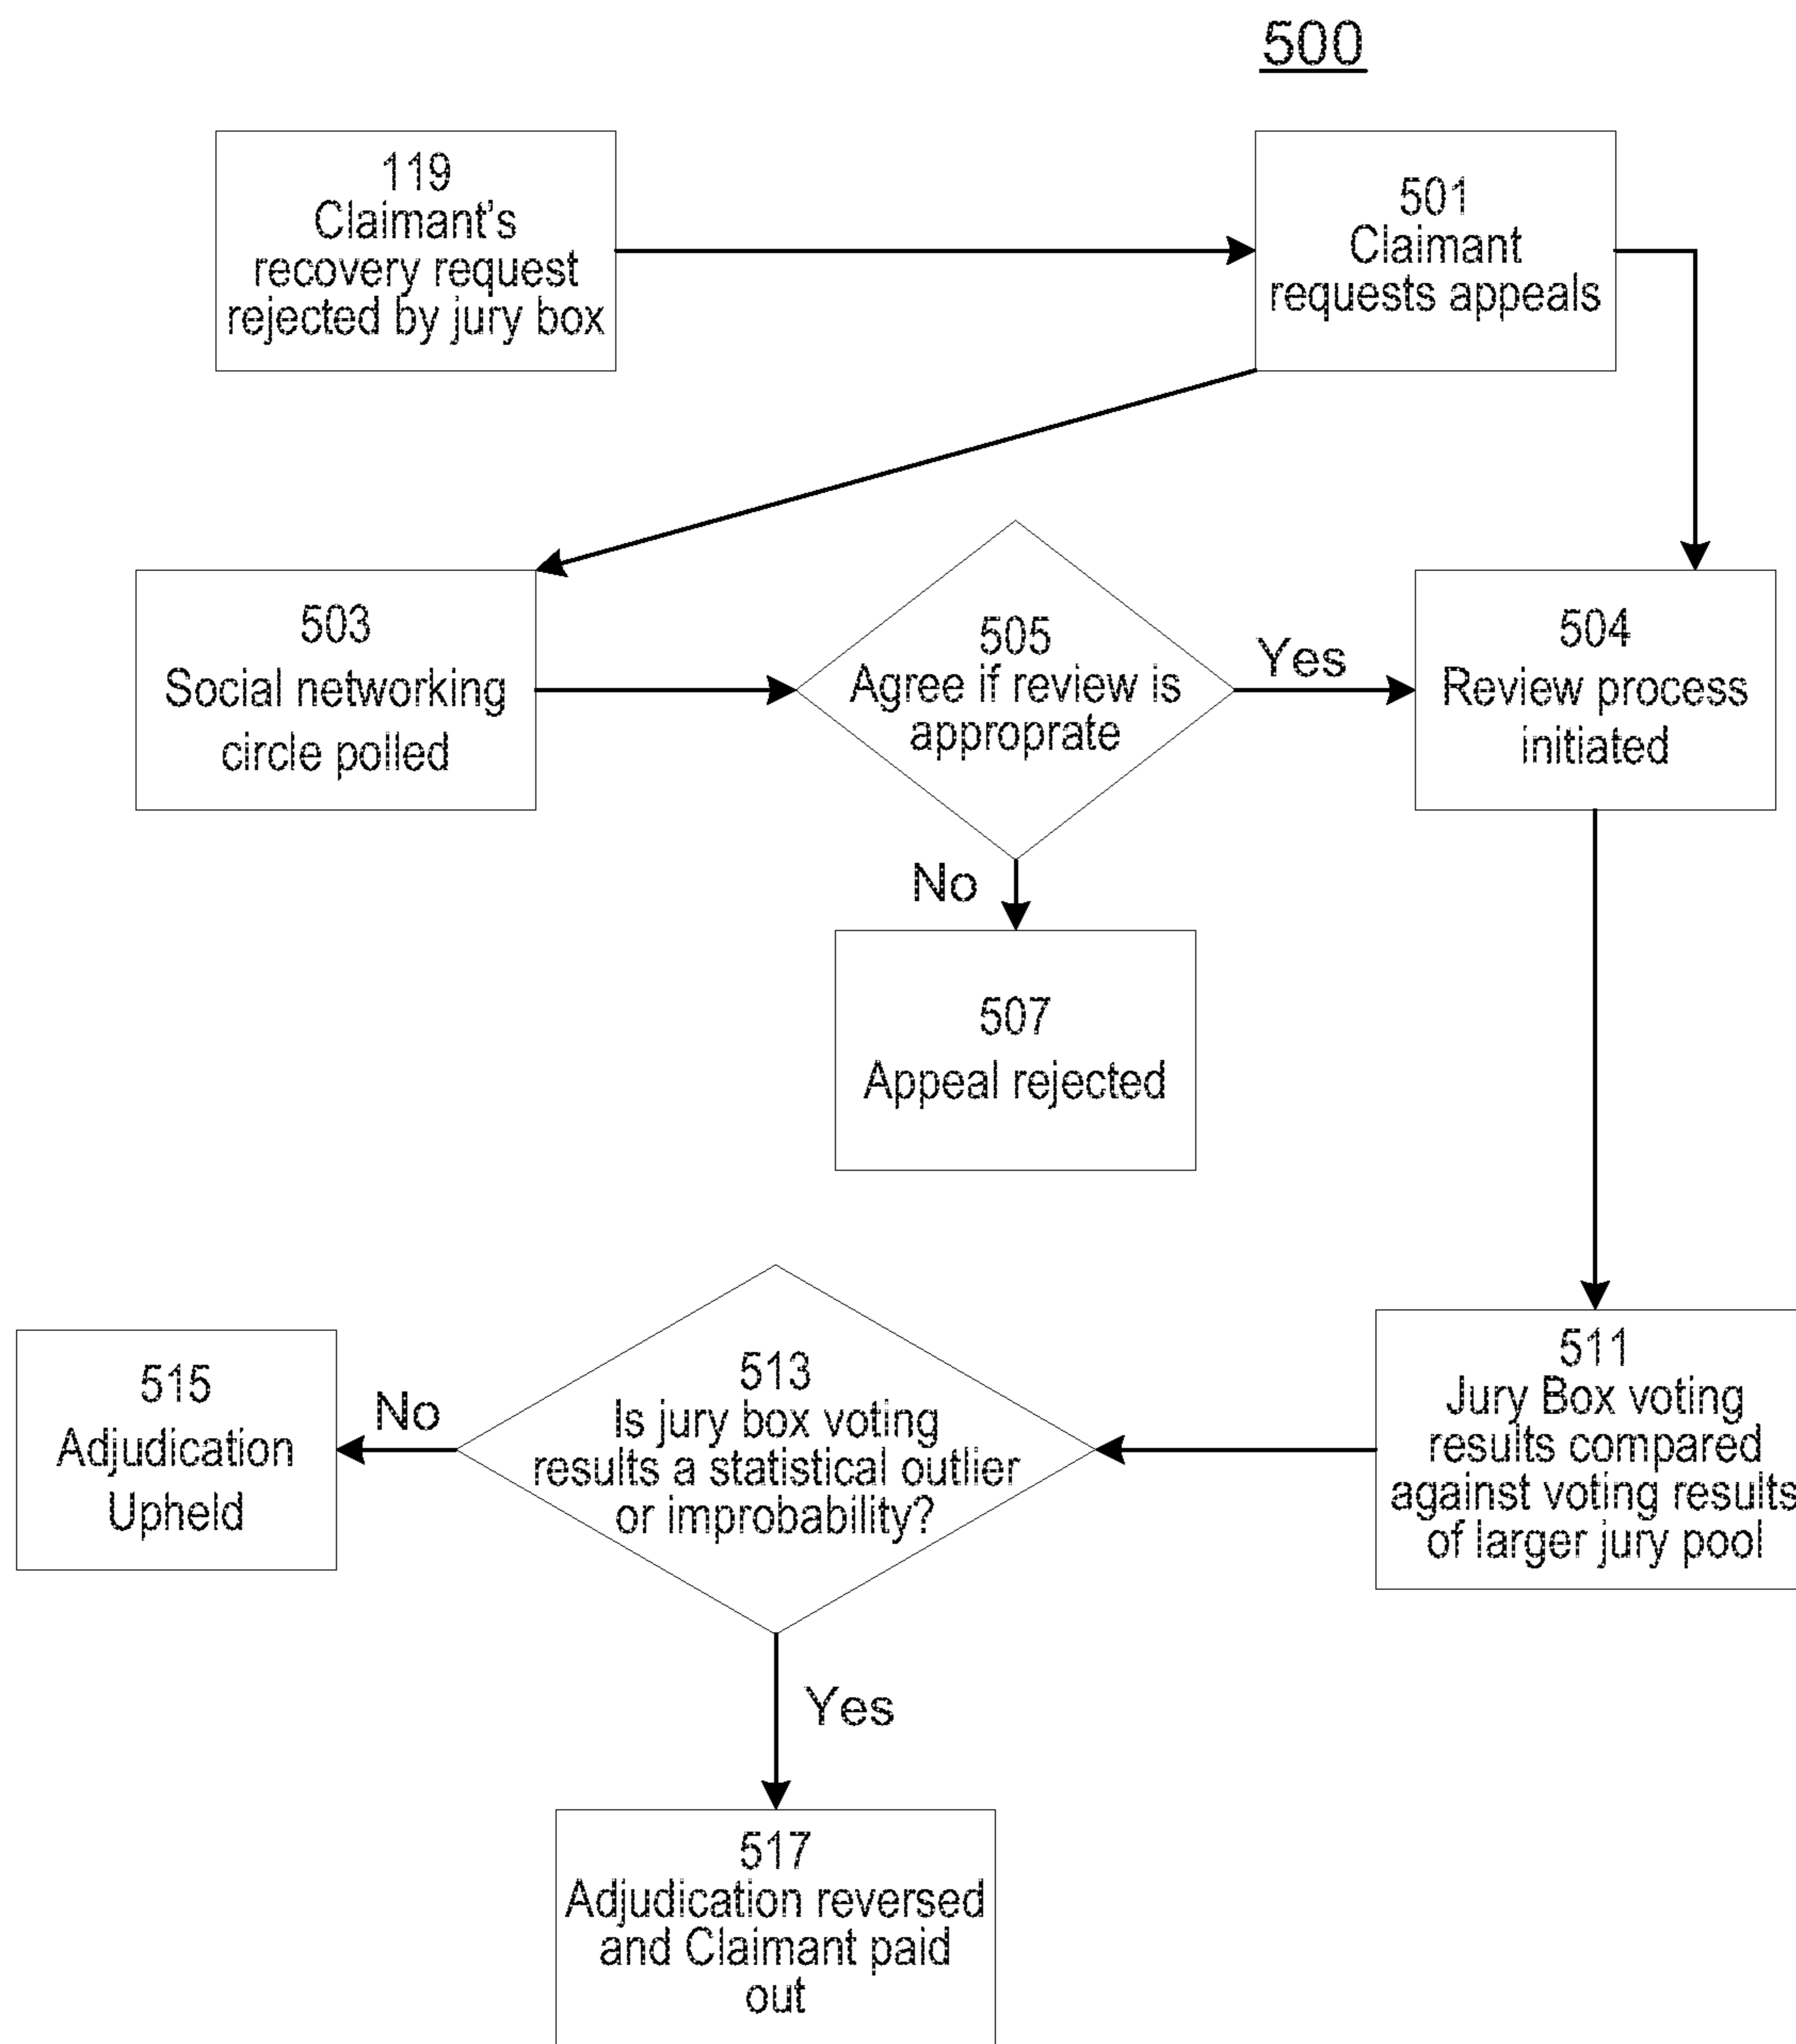 500
119
Claimant's
recovery request
rejected by jury box
501
Claimant
requests appeals
503
Social networking
circle polled
505
Agree if review is
approprate
Yes
504
Review process
initiated
No
507
Appeal rejected
515
Adjudication
Upheld
No
513
Is jury box voting
results a statistical outlier
or improbability?
511
Jury Box voting
results compared
against voting results
of larger jury pool
Yes
517
Adjudication reversed
and Claimant paid
out